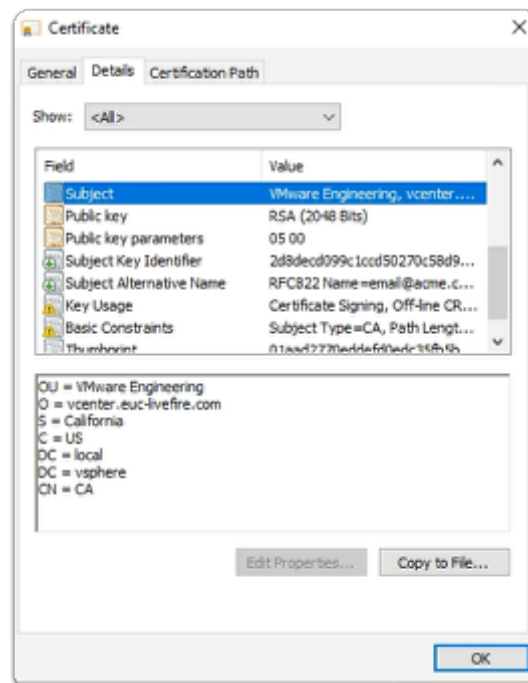 Certificate
General Details Certification Path
Show: <All>
Field Value
Subject VMware Engineering, vcenter....
Public key RSA (2048 Bits)
Public key parameters 05 00
Subject Key Identifier 2d8decd099c1ccd50270c58d9...
Subject Alternative Name RFC822 Name=email@acme.c...
Key Usage Certificate Signing, Off-line CR...
Basic Constraints Subject Type=CA, Path Lengt...
Thumbprint
OU = VMware Engineering
O = vcenter.euc-livefire.com
S = California
C = US
DC = local
DC = vsphere
CN = CA
Edit Properties... Copy to File...
OK